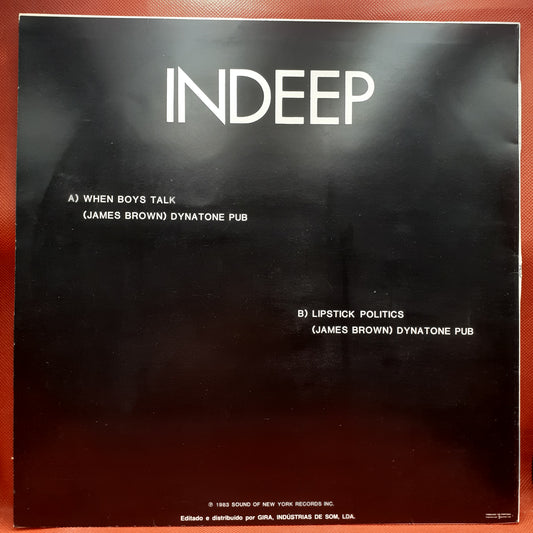 INDEEP
A) WHEN BOYS TALK
(JAMES BROWN) DYNATONE PUB
B) LIPSTICK POLITICS
(JAMES BROWN) DYNATONE PUB
℗ 1983 SOUND OF NEW YORK RECORDS INC.
Editado e distribuido por GIRA, INDÚSTRIAS DE SOM, LDA.